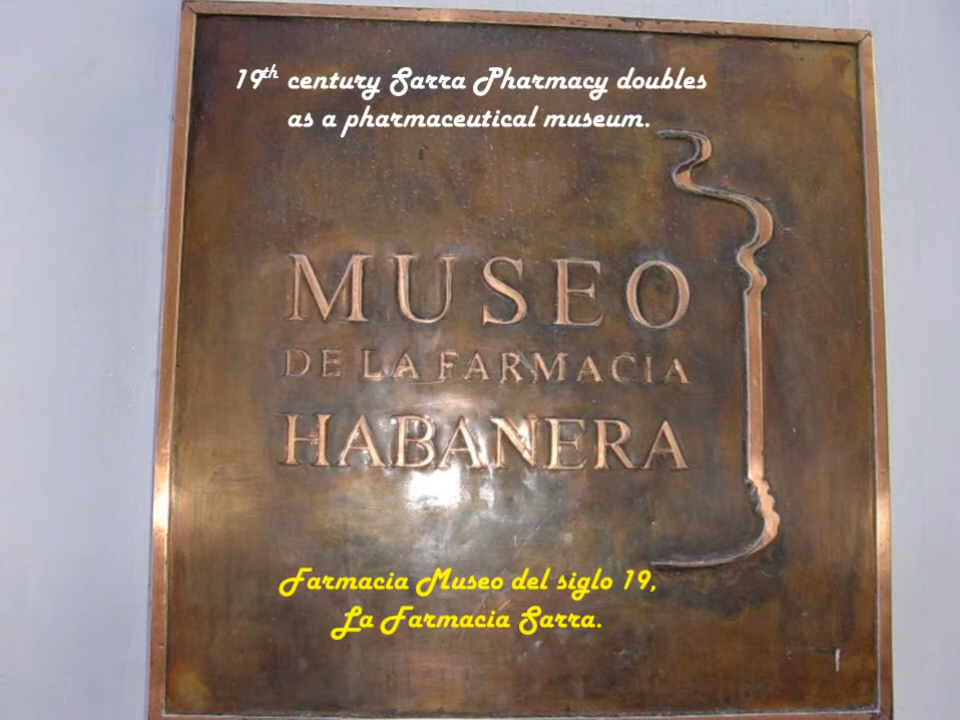 19th century Sarra Pharmacy doubles
as a pharmaceutical museum.
MUSEO
DE LA FARMACIA
HABANERA
Farmacia Museo del siglo 19,
La Farmacia Sarra.